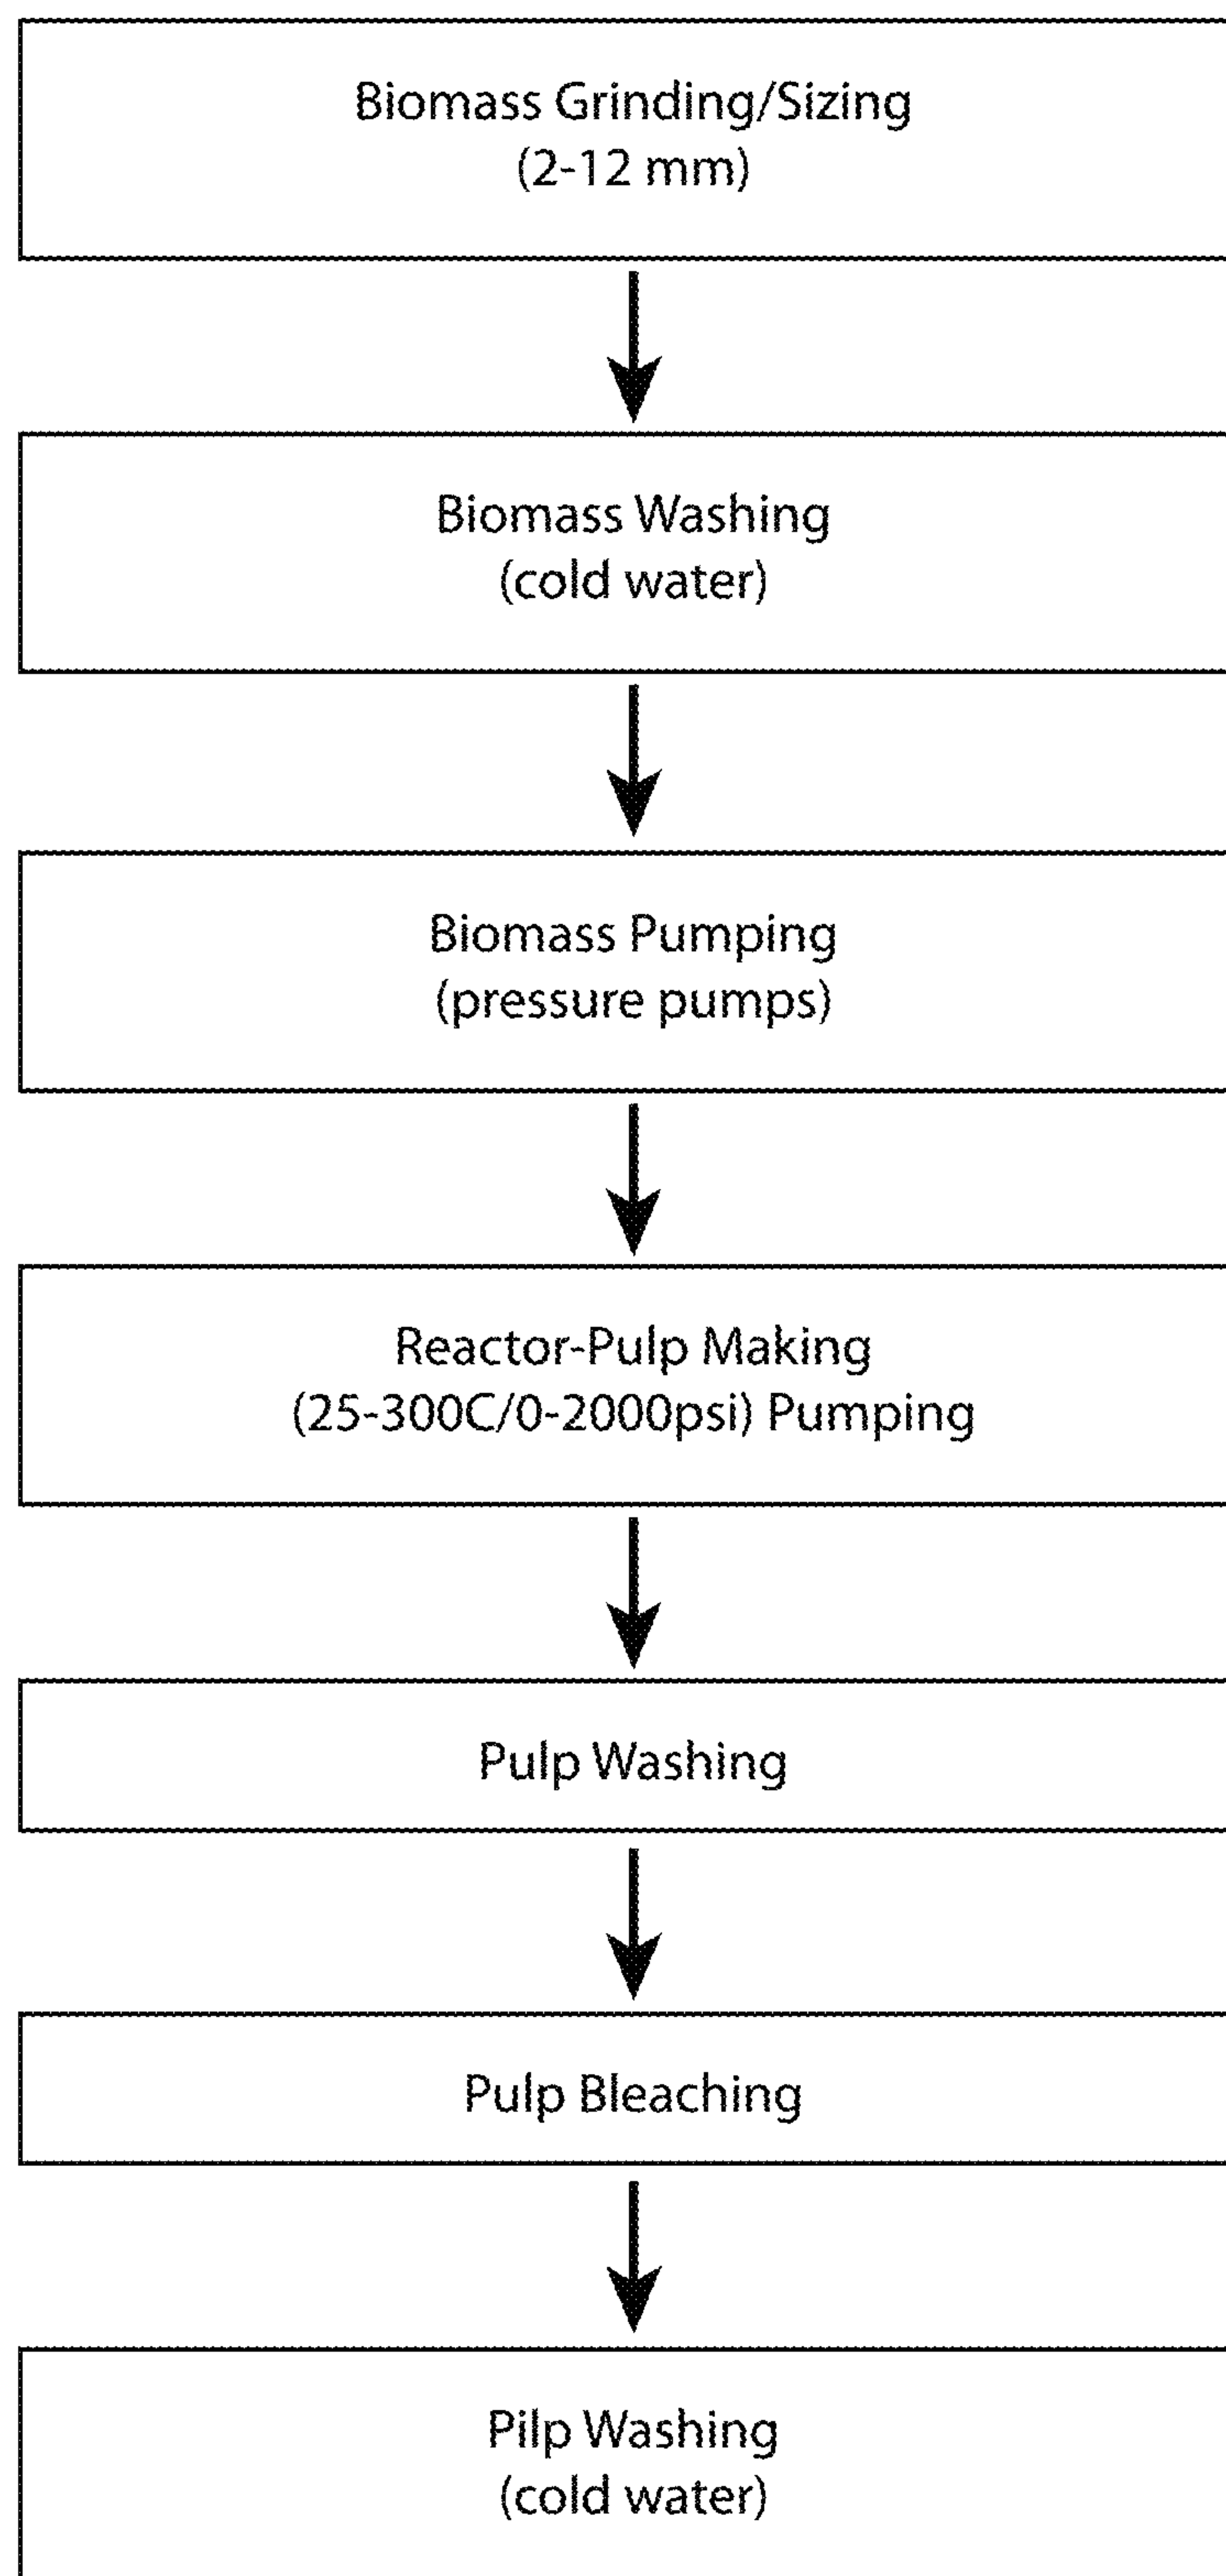 Biomass Grinding/Sizing
(2-12 mm)
Biomass Washing
(cold water)
Biomass Pumping
(pressure pumps)
Reactor-Pulp Making
(25-300C/0-2000psi) Pumping
Pulp Washing
Pulp Bleaching
Pilp Washing
(cold water)